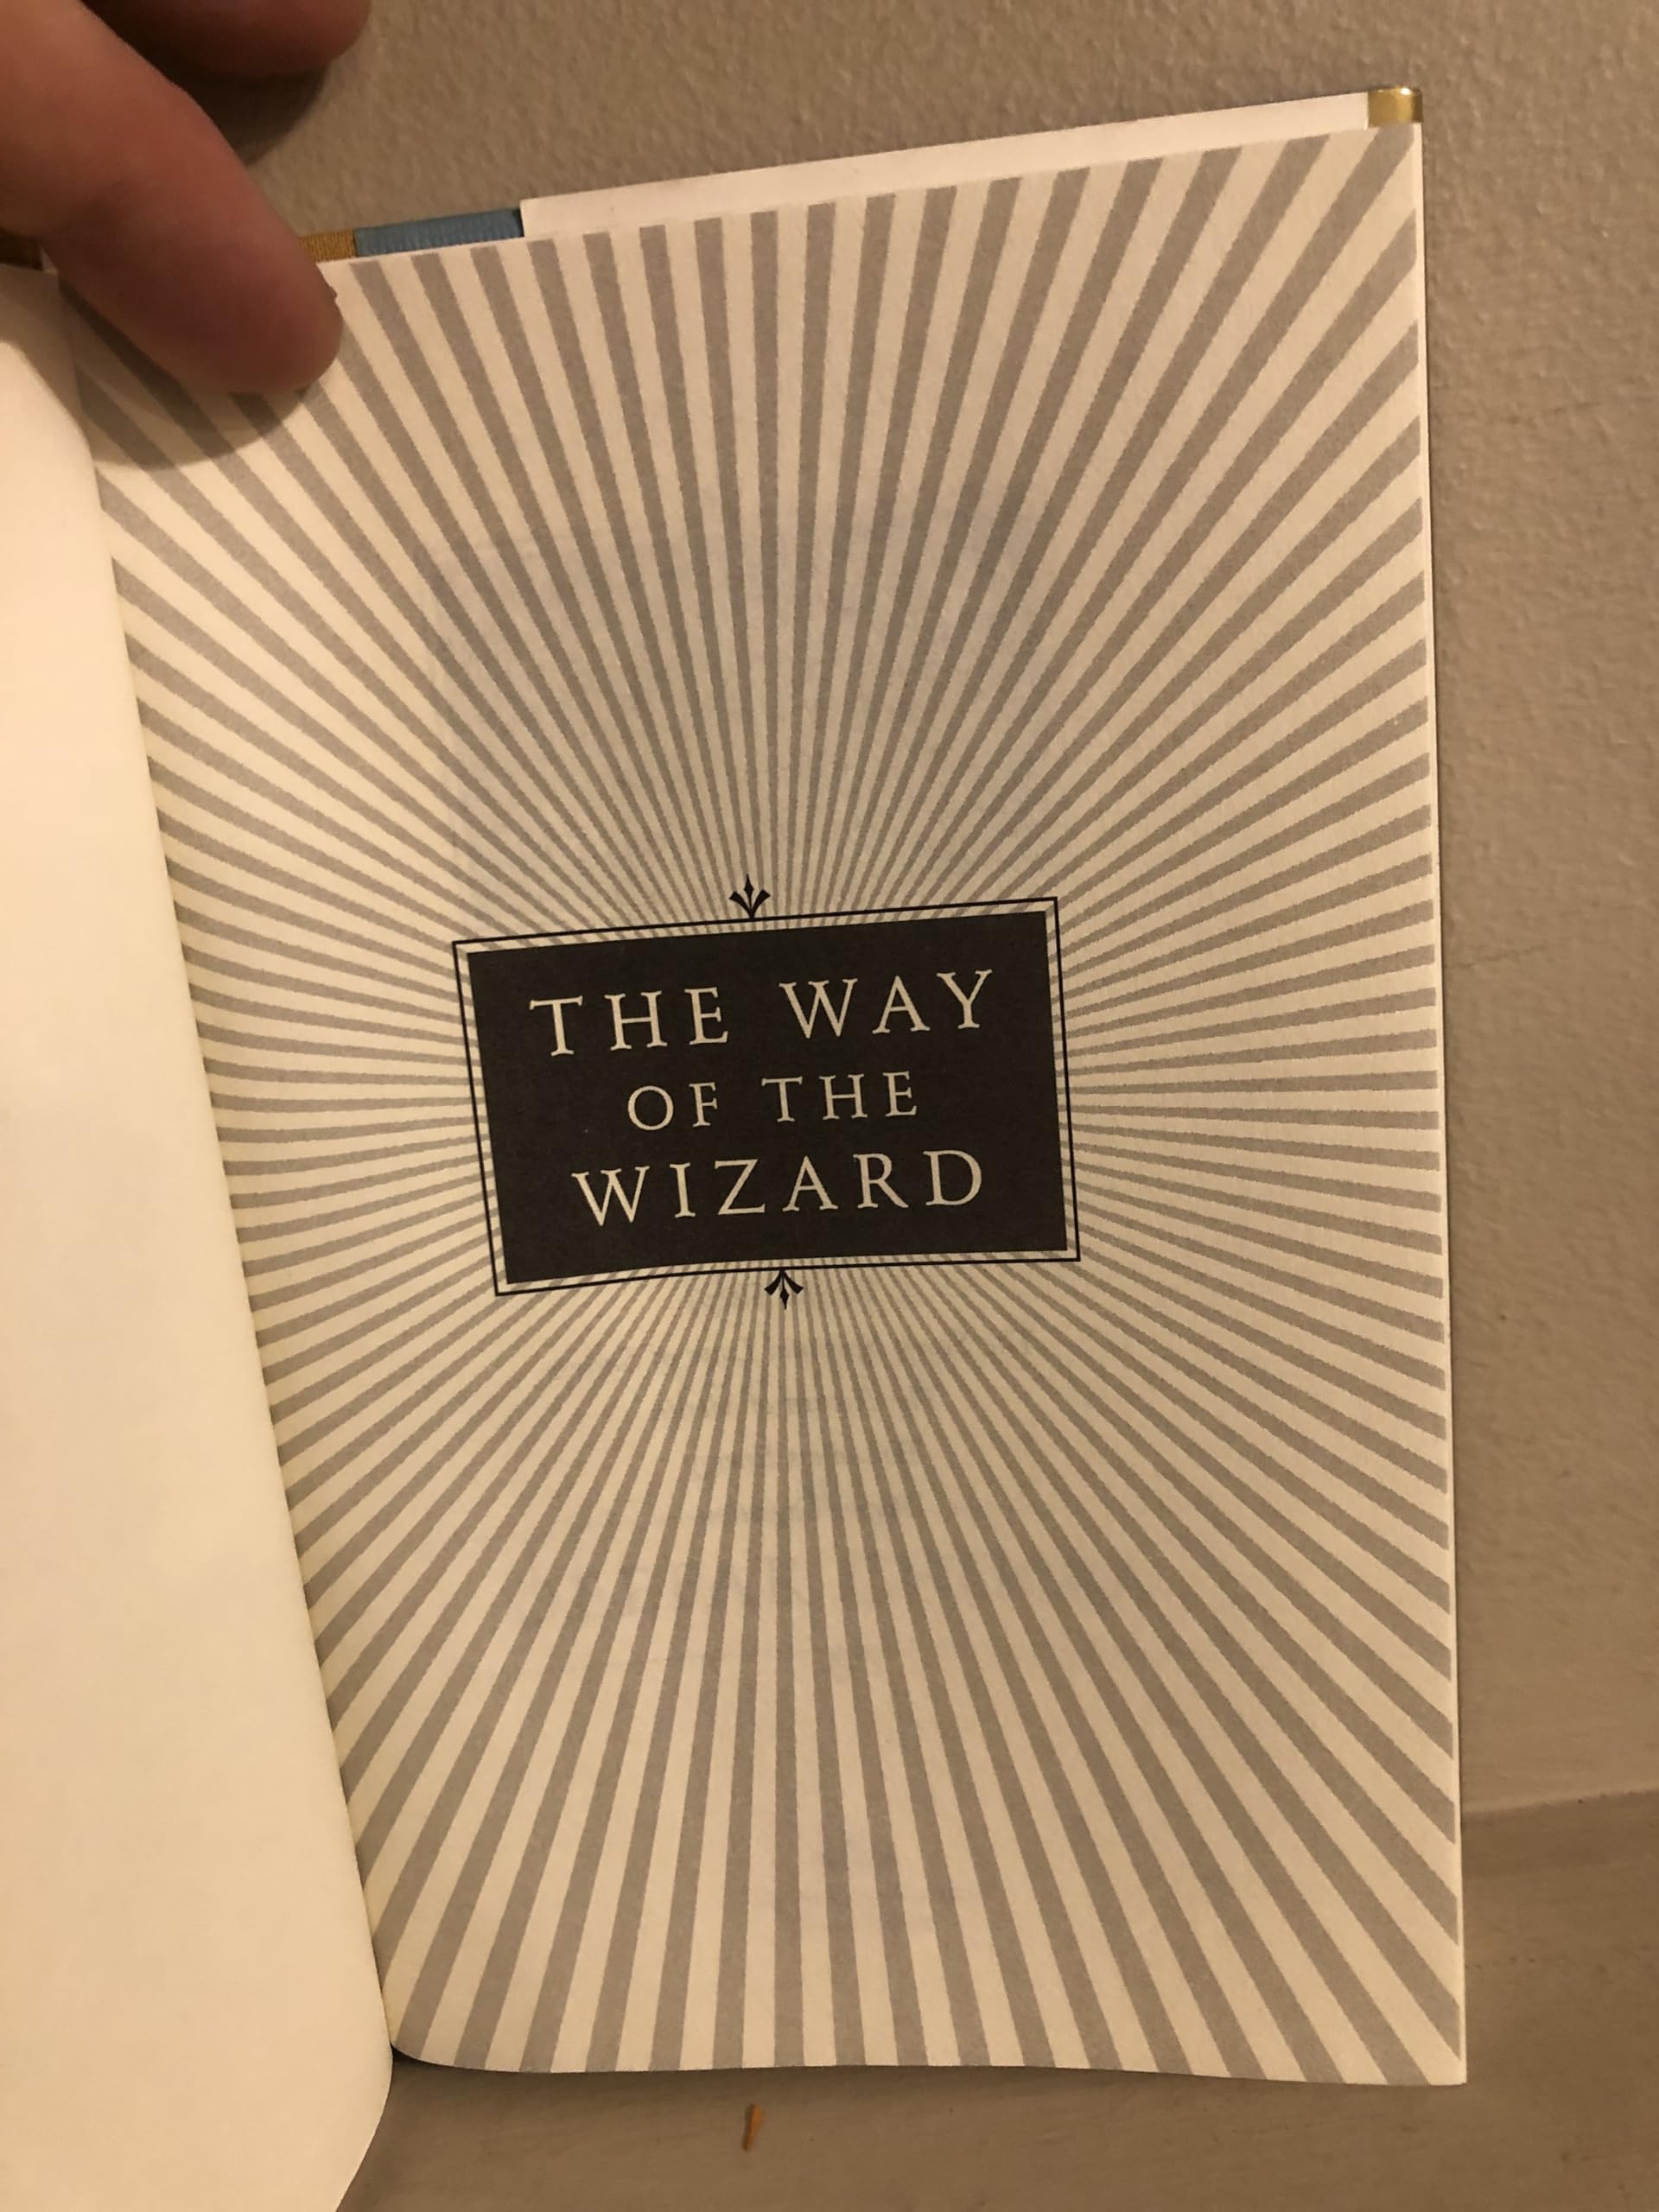 THE WAY
OF THE
WIZARD